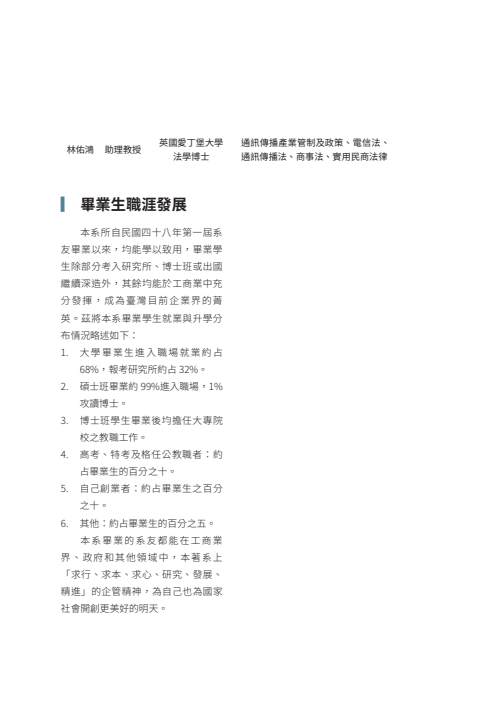 林佑鴻 助理教授 英國愛丁堡大學 法學博士 通訊傳播產業管制及政策、電信法、
通訊傳播法、商事法、實用民商法律
畢業生職涯發展
本系所自民國四十八年第一屆系
友畢業以來，均能學以致用，畢業學
生除部分考入研究所、博士班或出國
繼續深造外，其餘均能於工商業中充
分發揮，成為臺灣目前企業界的菁
英。茲將本系畢業學生就業與升學分
布情況略述如下：
1. 大學畢業生進入職場就業約占
68%，報考研究所約占 32%。
2. 碩士班畢業約 99%進入職場，1%
攻讀博士。
3. 博士班學生畢業後均擔任大專院
校之教職工作。
4. 高考、特考及格任公教職者：約
占畢業生的百分之十。
5. 自己創業者：約占畢業生之百分
之十。
6. 其他：約占畢業生的百分之五。
本系畢業的系友都能在工商業
界、政府和其他領域中，本著系上
「求行、求本、求心、研究、發展、
精進」的企管精神，為自己也為國家
社會開創更美好的明天。